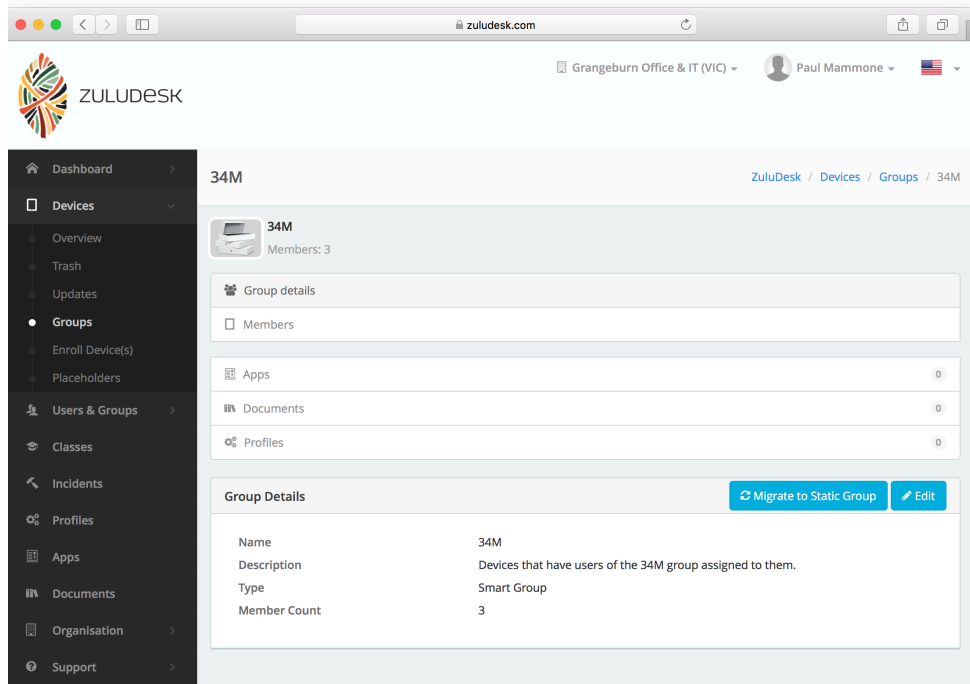 zuludesk.com
Grangeburn Office & IT (VIC)
Paul Mammone
ZULUDESK
Dashboard
Devices
Overview
Trash
Updates
Groups
Enroll Device(s)
Placeholders
Users & Groups
Classes
Incidents
Profiles
Apps
Documents
Organisation
Support
34M
ZuluDesk / Devices / Groups / 34M
34M
Members: 3
Group details
Members
Apps 0
Documents 0
Profiles 0
Group Details
Migrate to Static Group
Edit
Name 34M
Description Devices that have users of the 34M group assigned to them.
Type Smart Group
Member Count 3